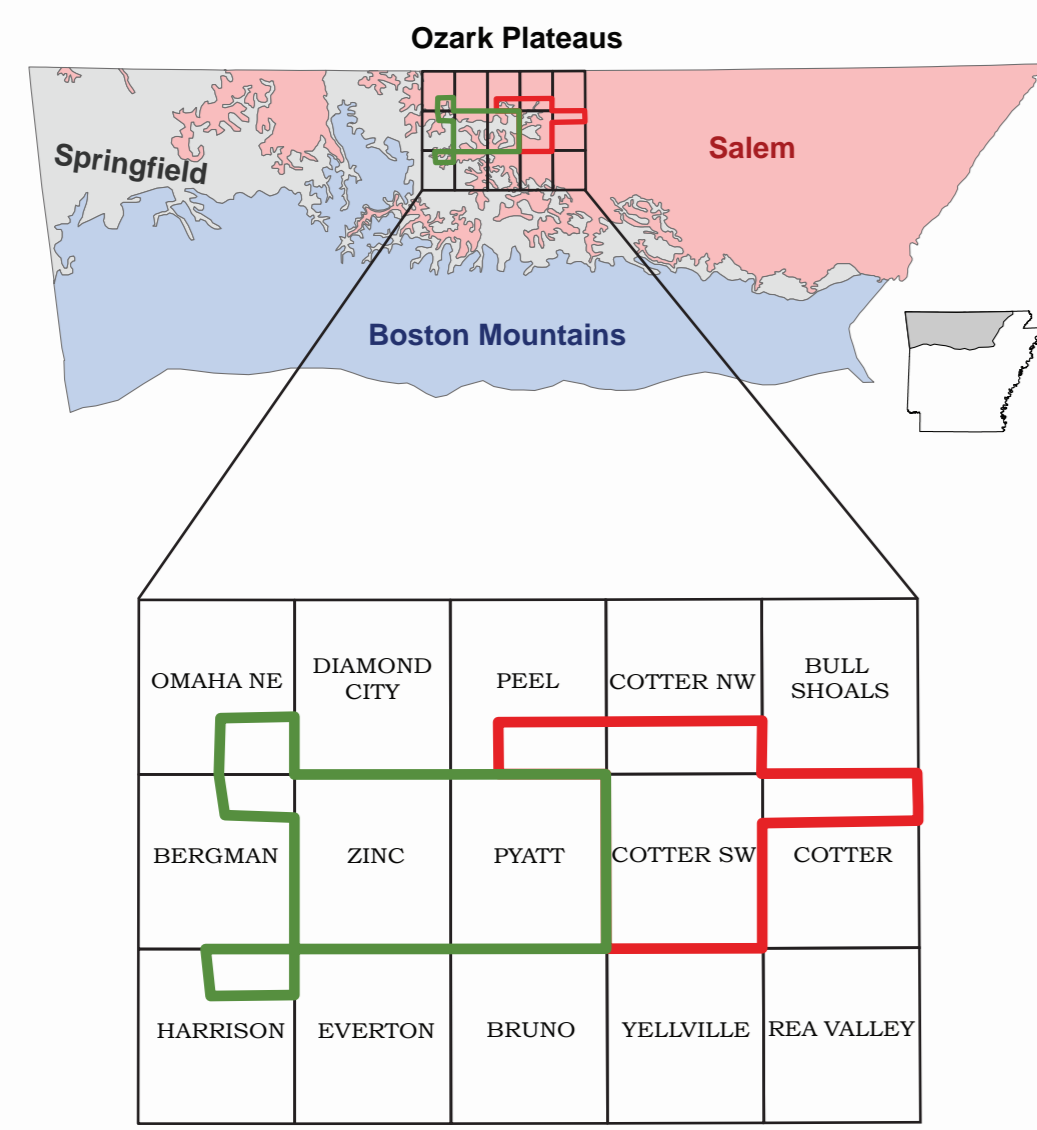 Ozark Plateaus
Springfield
Salem
Boston Mountains
OMAHA NE
DIAMOND
CITY
PEEL
COTTER NW
BULL
SHOALS
BERGMAN
ZINC
PYATT
COTTER SW
COTTER
HARRISON
EVERTON
BRUNO
YELLVILLE
REA VALLEY